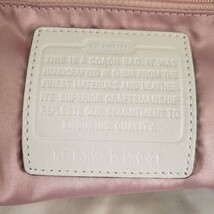 THIS IS A COACH BAG. IT WAS
HANDCRAFTED IN CHINA FROM THE
FINEST MATERIALS AND LEATHER.
ITS SUPERIOR CRAFTSMANSHIP
REFLECTS OUR COMMITMENT TO
ENDURING QUALITY.